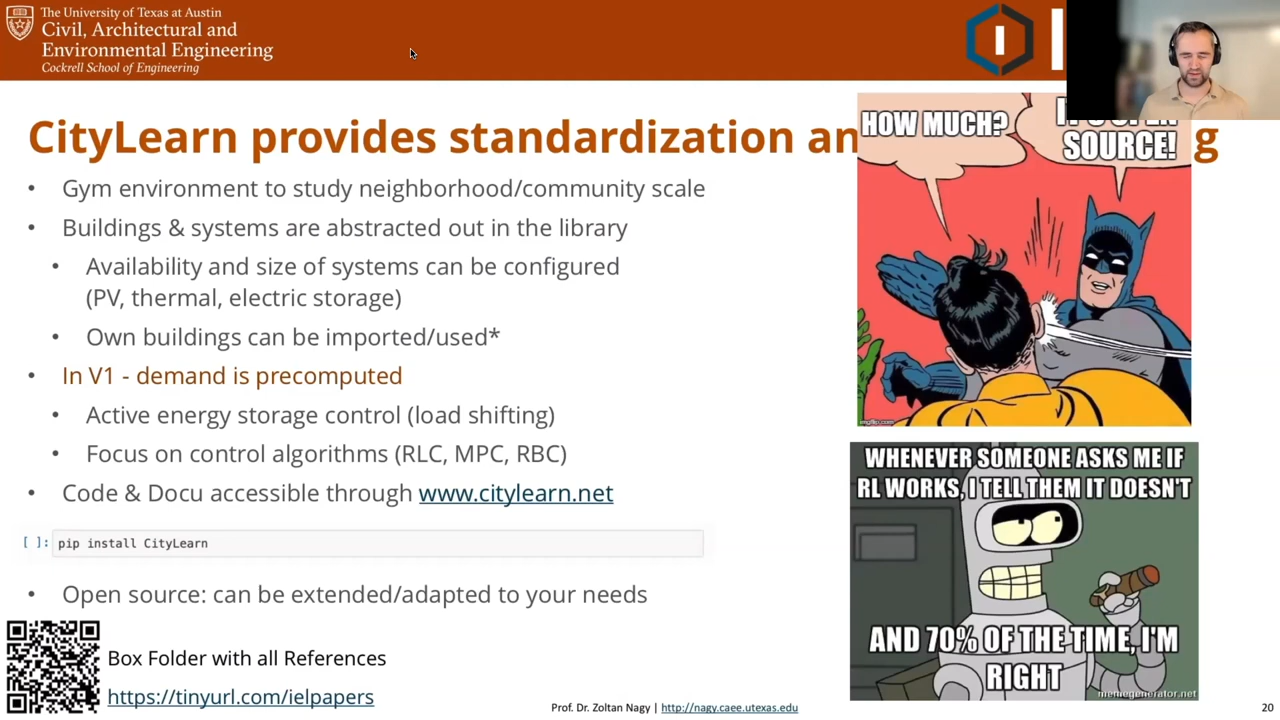 The University of Texas at Austin
Civil, Architectural and
Environmental Engineering
Cockrell School of Engineering
CityLearn provides standardization an
g
• Gym environment to study neighborhood/community scale
• Buildings & systems are abstracted out in the library
• Availability and size of systems can be configured
(PV, thermal, electric storage)
• Own buildings can be imported/used*
• In V1 - demand is precomputed
• Active energy storage control (load shifting)
• Focus on control algorithms (RLC, MPC, RBC)
• Code & Docu accessible through www.citylearn.net
[ ]: pip install CityLearn
• Open source: can be extended/adapted to your needs
Box Folder with all References
https://tinyurl.com/ielpapers
HOW MUCH?
SOURCE!
imgflip.com
WHENEVER SOMEONE ASKS ME IF
RL WORKS, I TELL THEM IT DOESN'T
AND 70% OF THE TIME, I'M
RIGHT
memegenerator.net
Prof. Dr. Zoltan Nagy | http://nagy.caee.utexas.edu
20